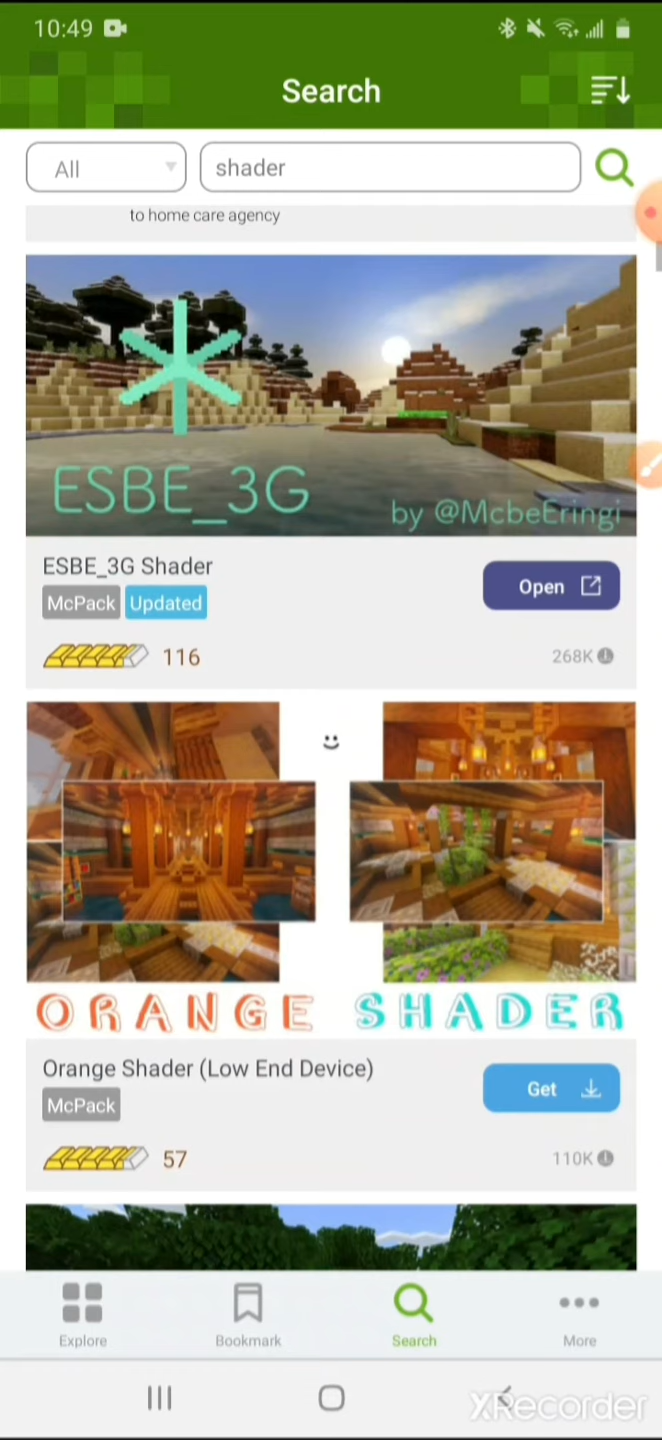 10:49
Search
All
shader
to home care agency
ESBE_3G
by @McbeEringi
ESBE_3G Shader
Open
McPack
Updated
116
268K
ORANGE SHADER
Orange Shader (Low End Device)
Get
McPack
57
110K
Explore
Bookmark
Search
More
XRecorder